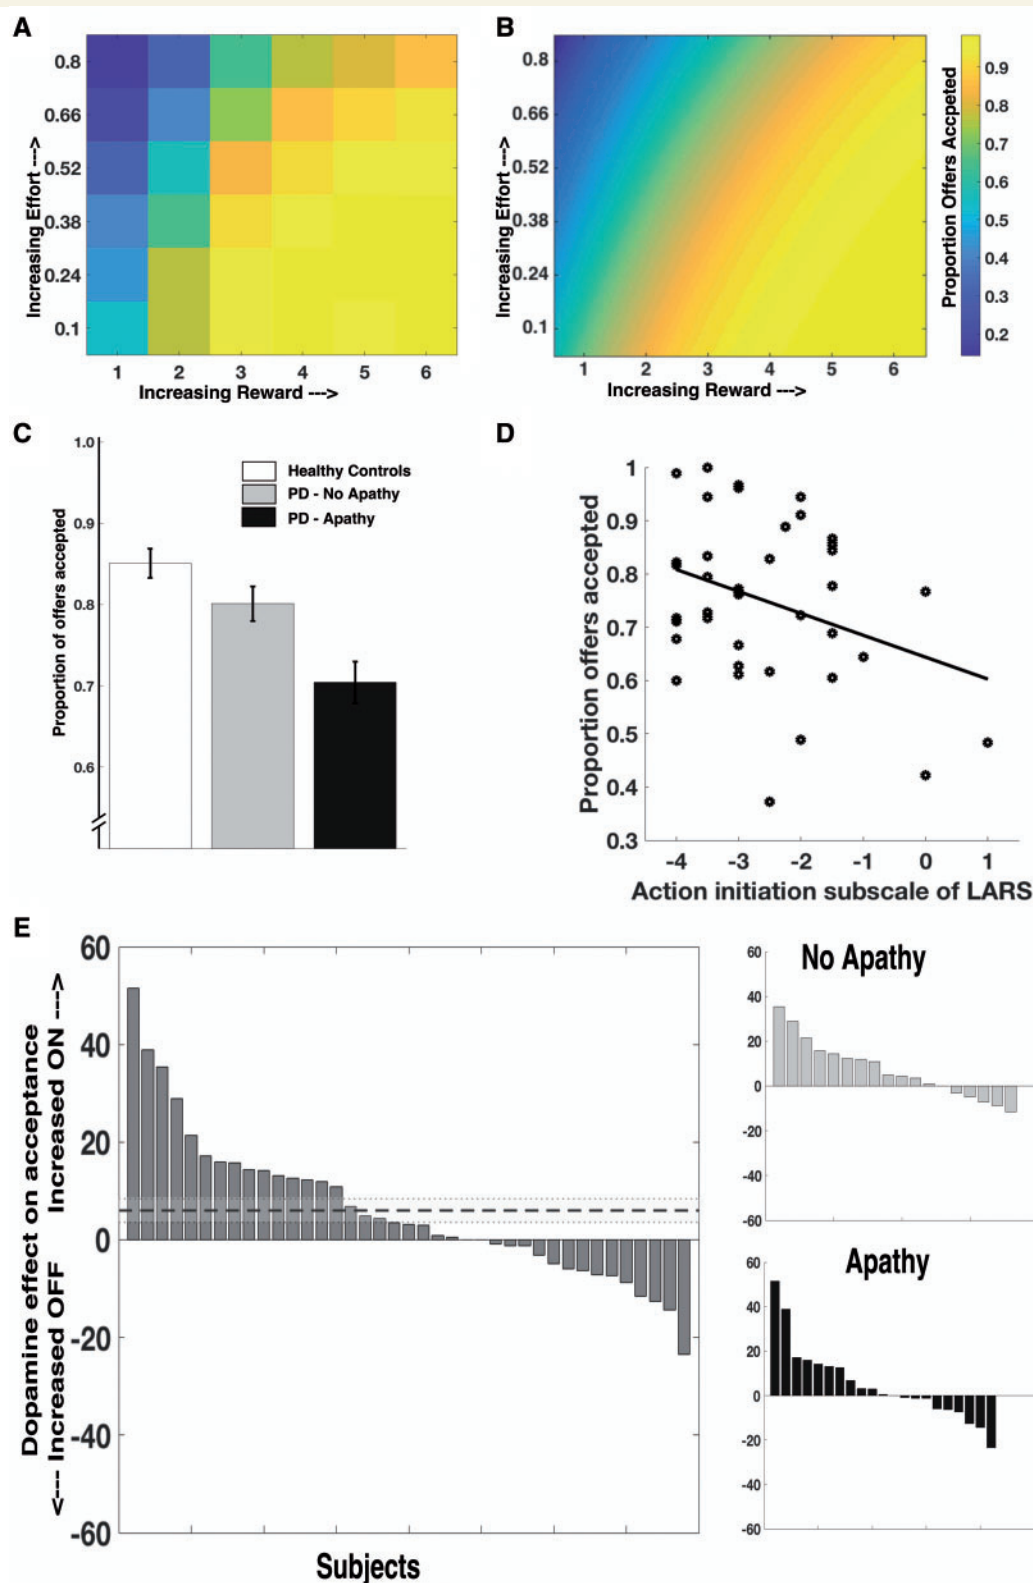 A
0.8
0.66
0.52
0.38
0.24
0.1
Increasing Effort --->
1 2 3 4 5 6
Increasing Reward --->
B
0.8
0.66
0.52
0.38
0.24
0.1
Increasing Effort --->
1 2 3 4 5 6
Increasing Reward --->
Proportion Offers Accpeted
0.9
0.8
0.7
0.6
0.5
0.4
0.3
0.2
C
1.0
0.9
0.8
0.7
0.6
Proportion of offers accepted
Healthy Controls
PD - No Apathy
PD - Apathy
D
1
0.9
0.8
0.7
0.6
0.5
0.4
0.3
Proportion offers accepted
-4 -3 -2 -1 0 1
Action initiation subscale of LARS
E
60
40
20
0
-20
-40
-60
Dopamine effect on acceptance
<--- Increased OFF Increased ON --->
Subjects
No Apathy
60
40
20
0
-20
-40
-60
Apathy
60
40
20
0
-20
-40
-60